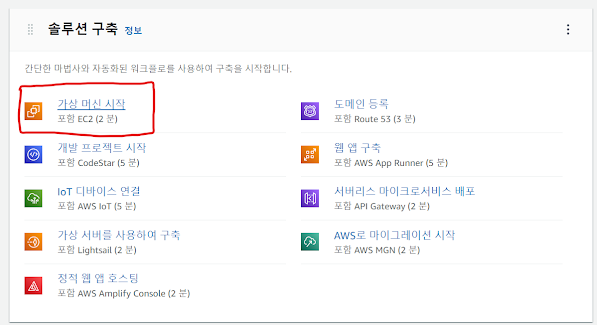 솔루션 구축 정보
간단한 마법사와 자동화된 워크플로를 사용하여 구축을 시작합니다.
가상 머신 시작
포함 EC2 (2 분)
개발 프로젝트 시작
포함 CodeStar (5 분)
IoT 디바이스 연결
포함 AWS IoT (5 분)
가상 서버를 사용하여 구축
포함 Lightsail (2 분)
정적 웹 앱 호스팅
포함 AWS Amplify Console (2 분)
도메인 등록
포함 Route 53 (3 분)
웹 앱 구축
포함 AWS App Runner (5 분)
서버리스 마이크로서비스 배포
포함 API Gateway (2 분)
AWS로 마이그레이션 시작
포함 AWS MGN (2 분)